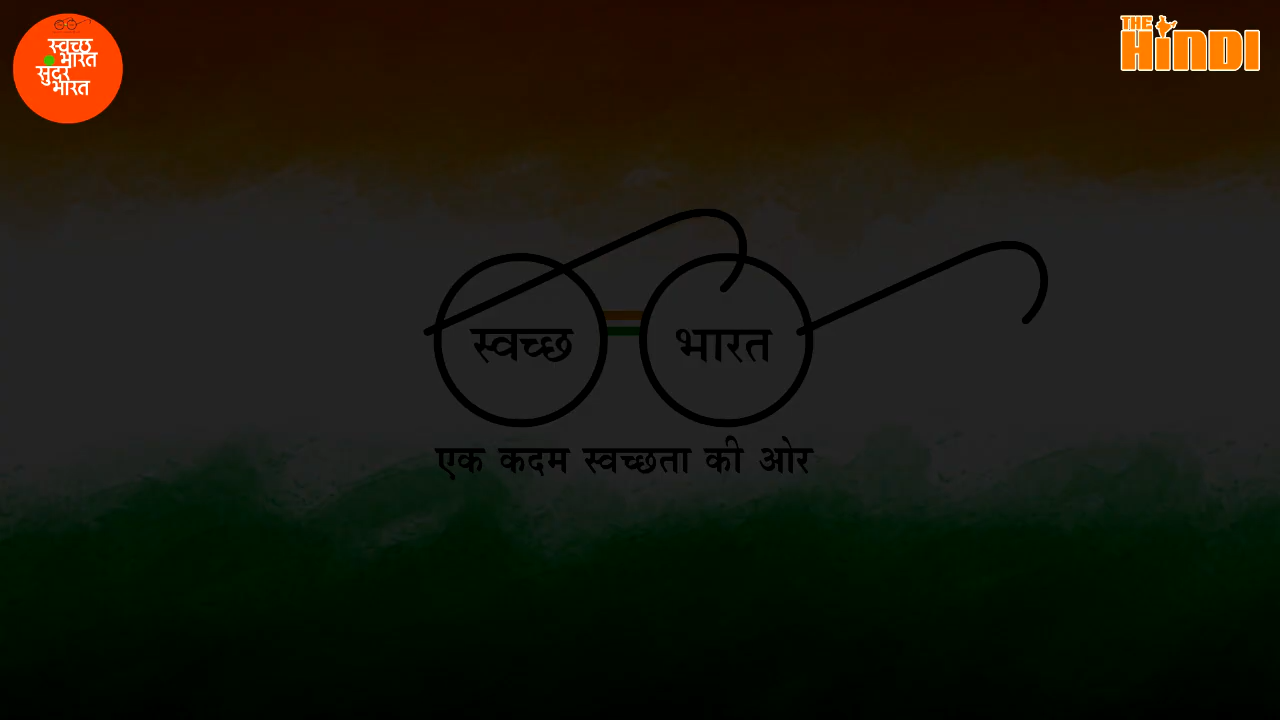 स्वच्छ
भारत
सुदर
भारत
THE
HINDI
स्वच्छ भारत
एक कदम स्वच्छता की ओर